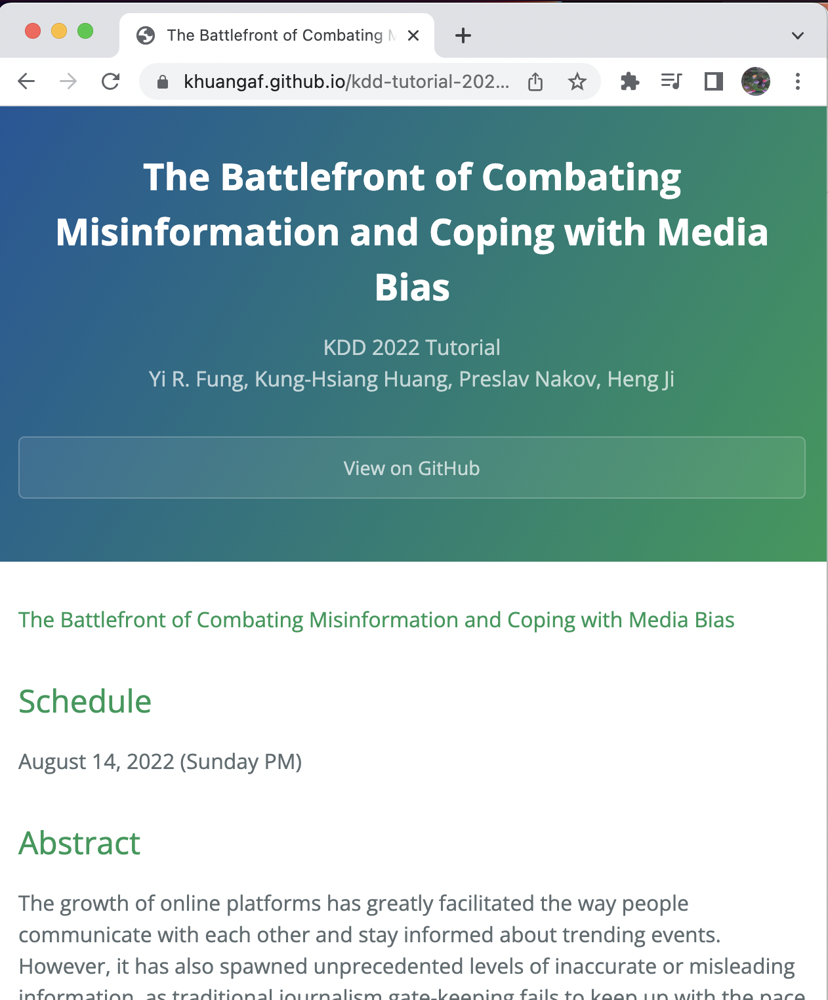 The Battlefront of Combating
khuangaf.github.io/kdd-tutorial-202...
The Battlefront of Combating
Misinformation and Coping with Media
Bias
KDD 2022 Tutorial
Yi R. Fung, Kung-Hsiang Huang, Preslav Nakov, Heng Ji
View on GitHub
The Battlefront of Combating Misinformation and Coping with Media Bias
Schedule
August 14, 2022 (Sunday PM)
Abstract
The growth of online platforms has greatly facilitated the way people
communicate with each other and stay informed about trending events.
However, it has also spawned unprecedented levels of inaccurate or misleading
information, as traditional journalism gate-keeping fails to keep up with the pace